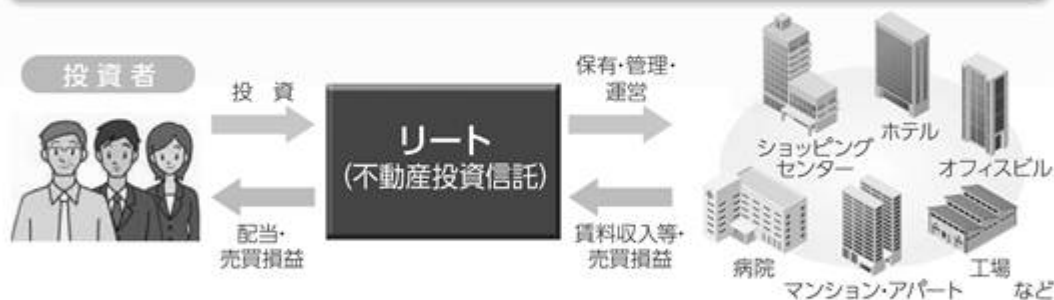 投資者
投資
リート
(不動産投資信託)
配当・
売買損益
保有・管理・
運営
賃料収入等・
売買損益
ショッピング
センター
ホテル
オフィスビル
病院
マンション・アパート
工場
など